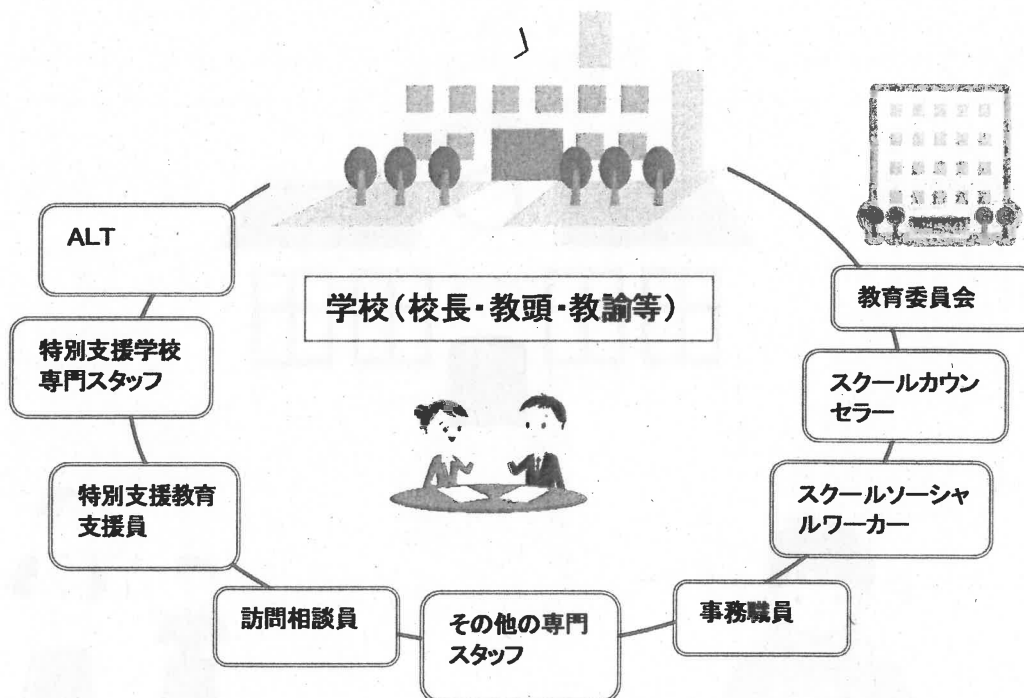 学校(校長・教頭・教諭等)
ALT
特別支援学校
専門スタッフ
特別支援教育
支援員
訪問相談員
その他の専門
スタッフ
事務職員
スクールソーシャ
ルワーカー
スクールカウン
セラー
教育委員会